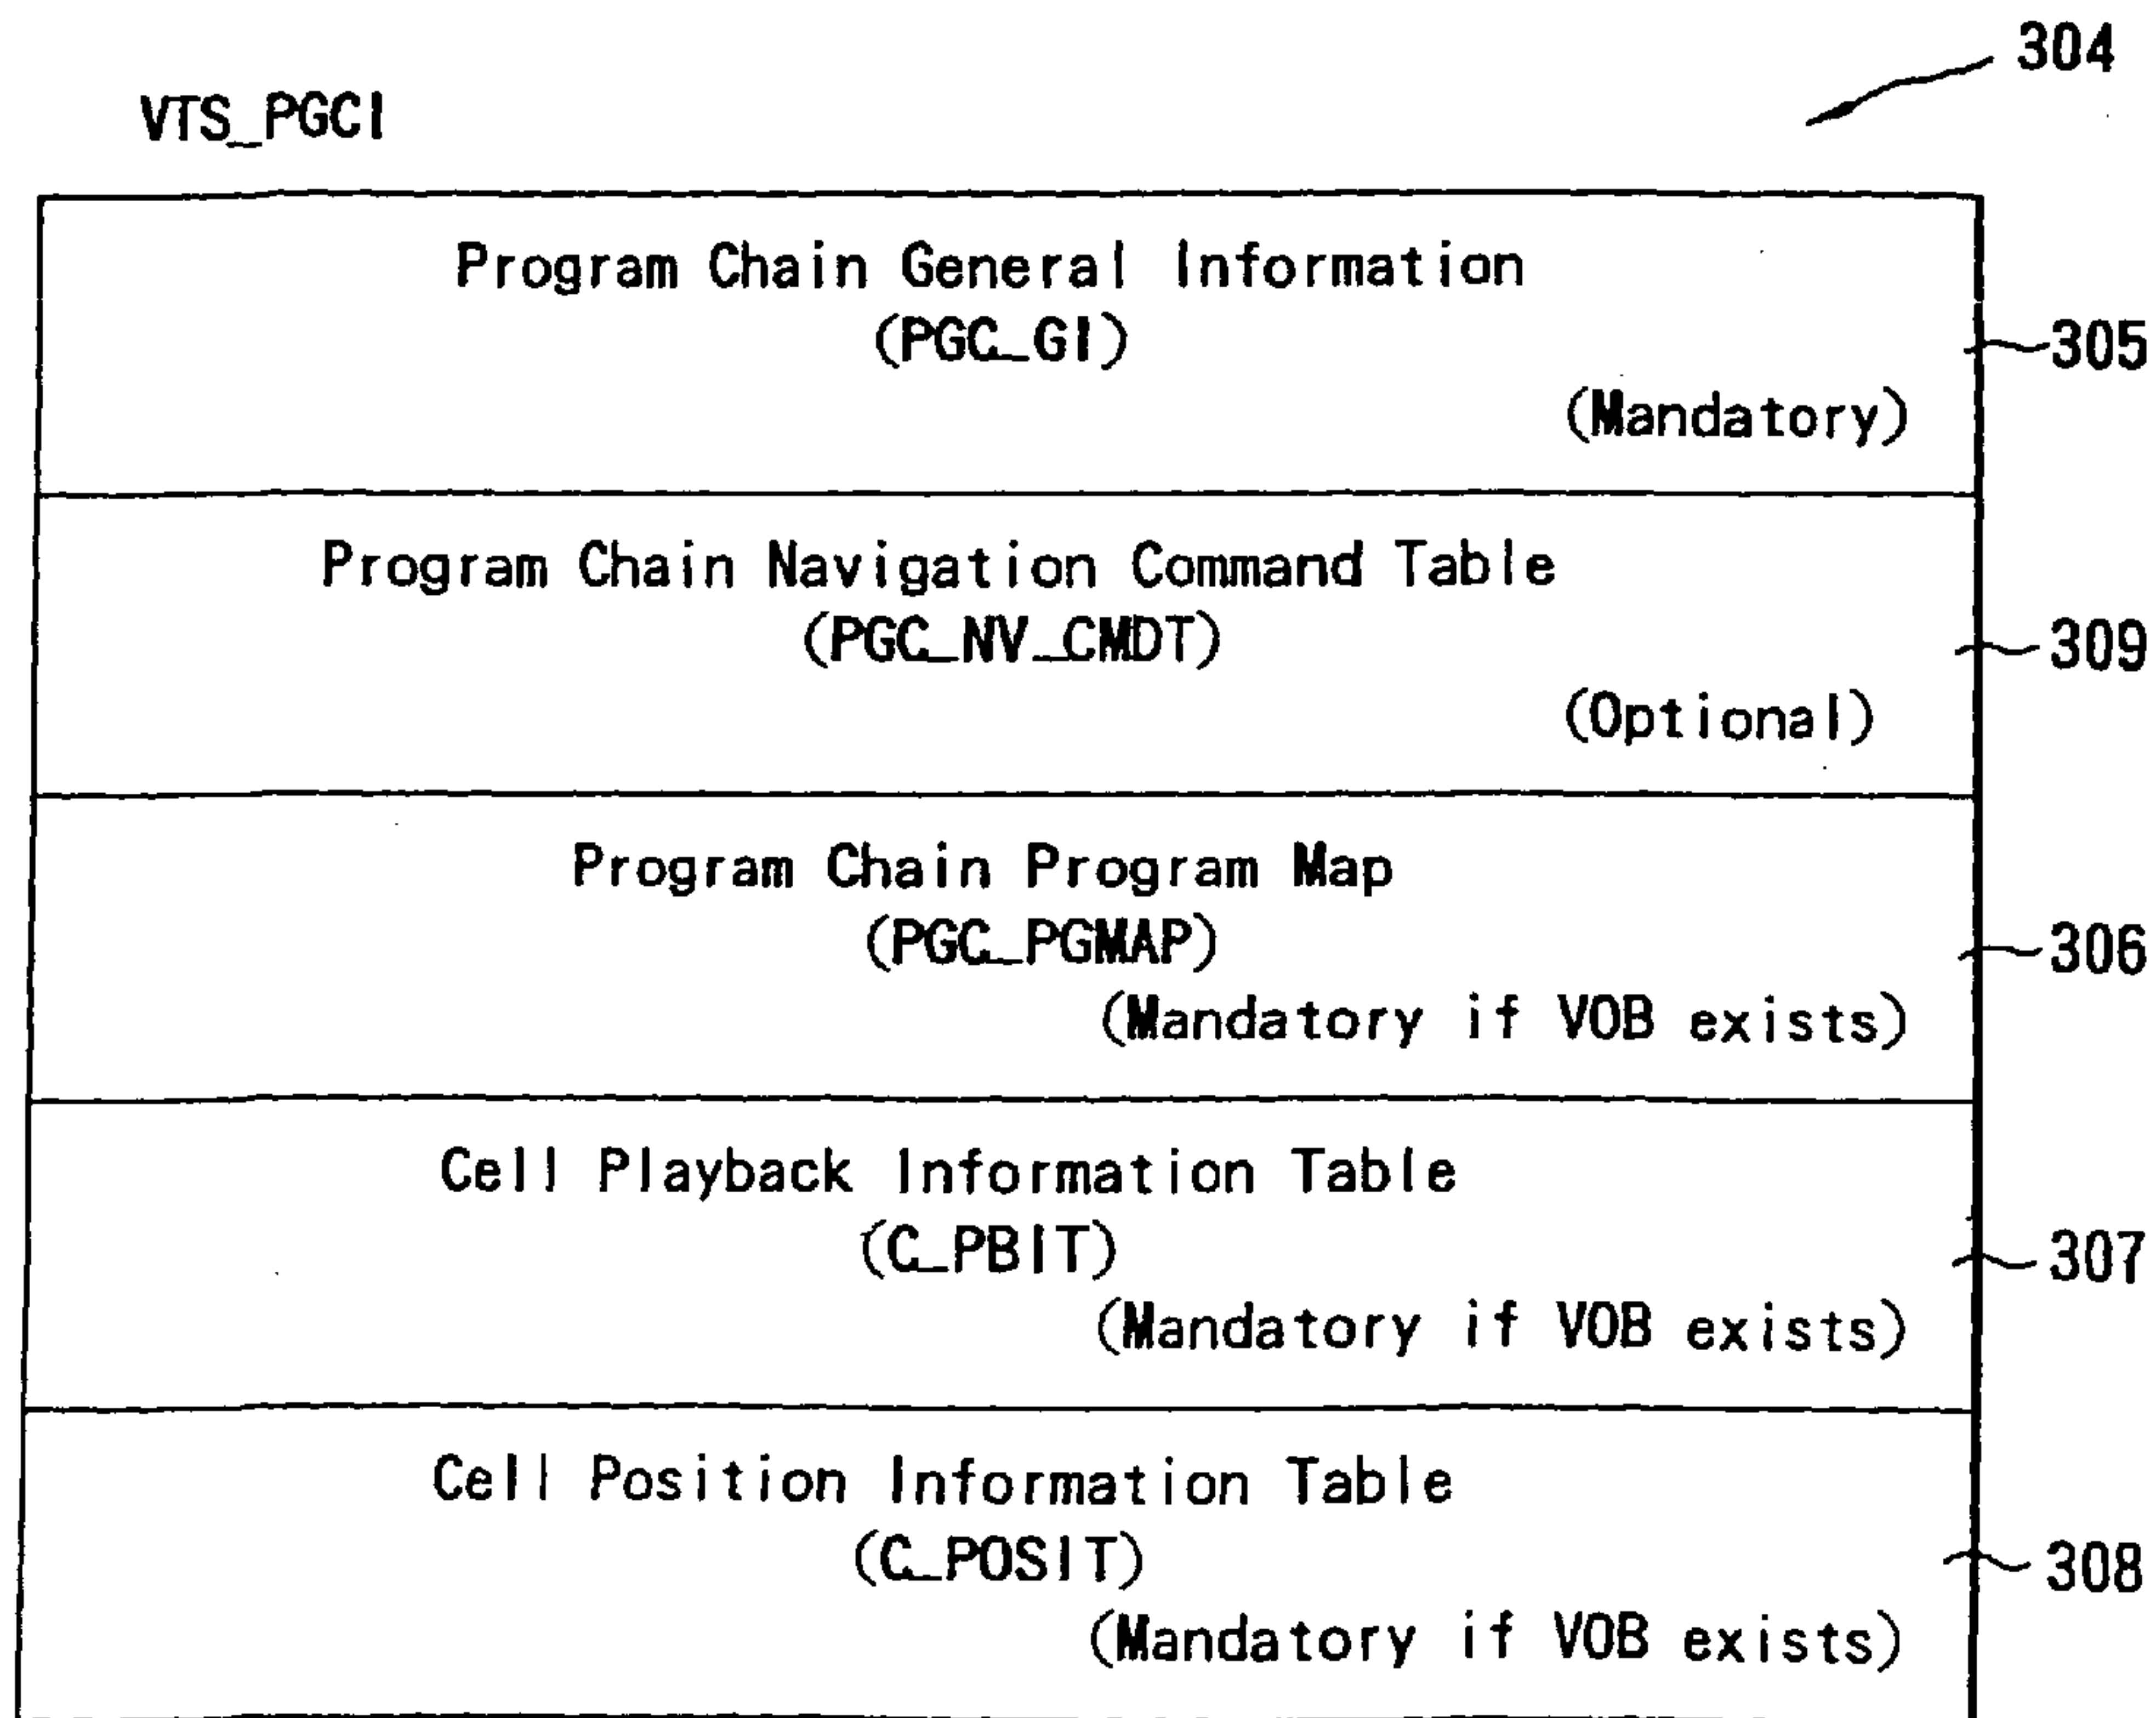 304
VTS_PGCI
Program Chain General Information
(PGC_GI)
(Mandatory)
305
Program Chain Navigation Command Table
(PGC_NV_CMDT)
(Optional)
309
Program Chain Program Map
(PGC_PGMAP)
(Mandatory if VOB exists)
306
Cell Playback Information Table
(C_PBIT)
(Mandatory if VOB exists)
307
Cell Position Information Table
(C_POSIT)
(Mandatory if VOB exists)
308